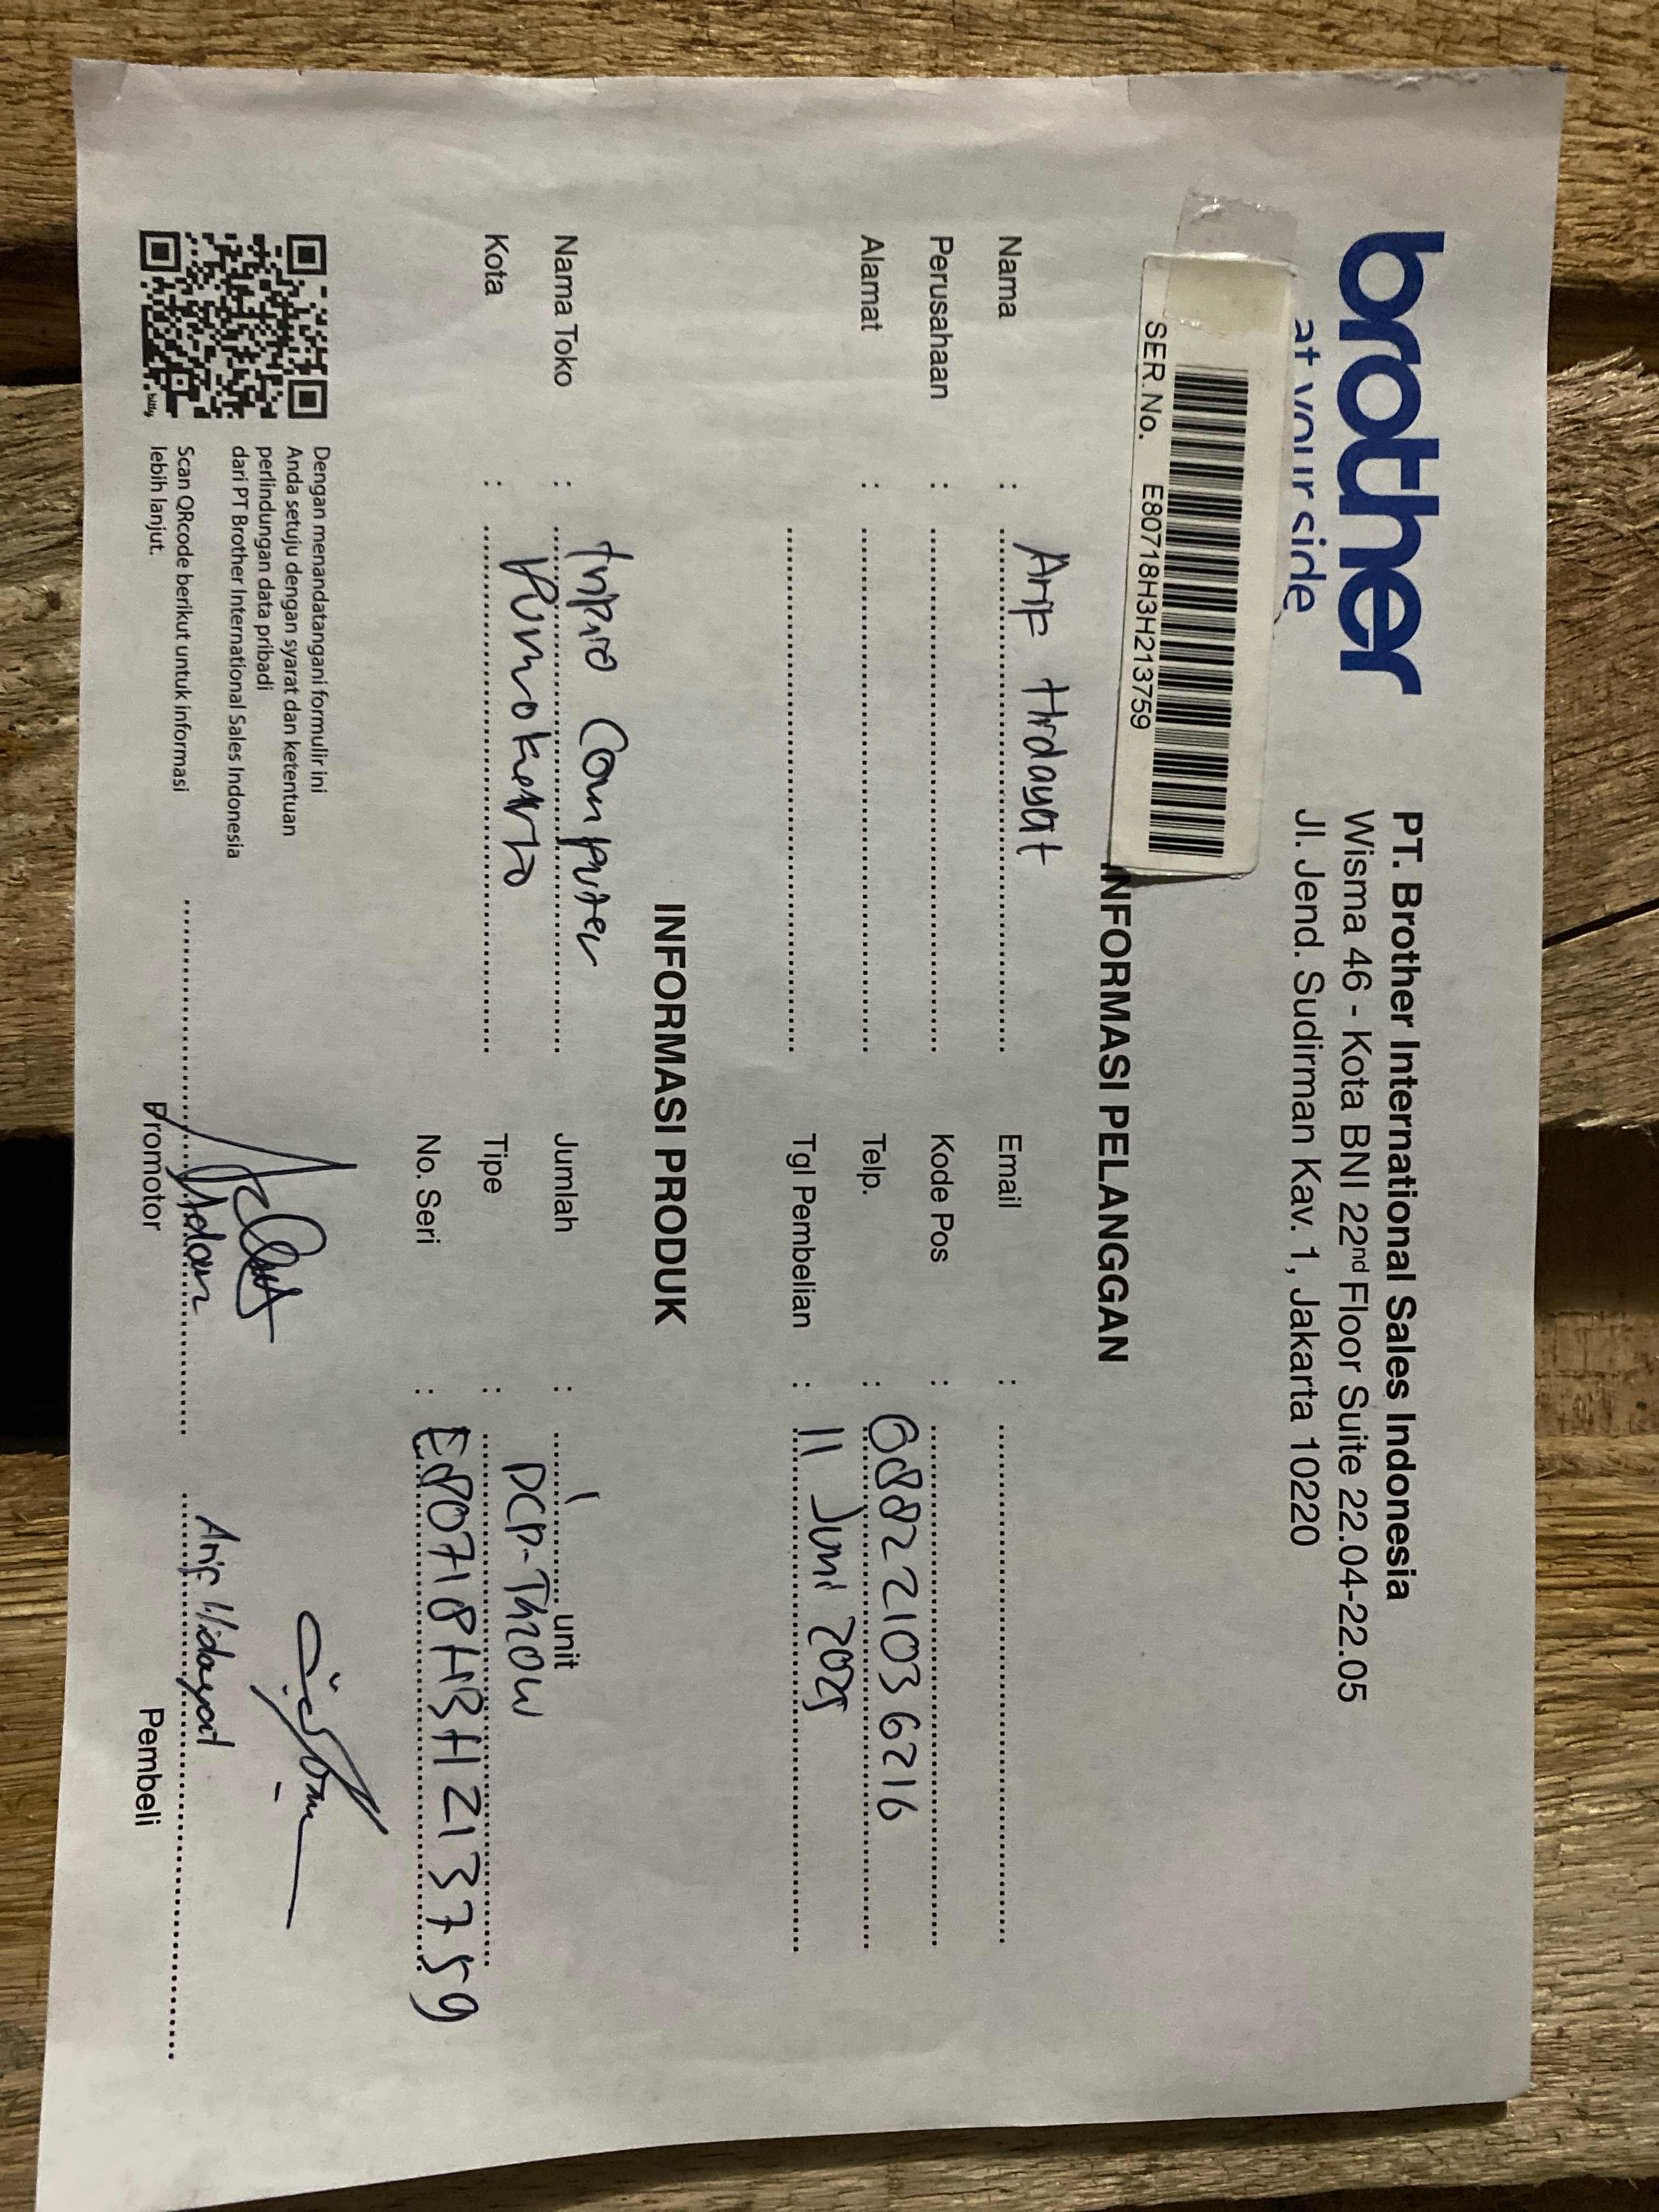 brother
at your side
PT. Brother International Sales Indonesia
Wisma 46 - Kota BNI 22nd Floor Suite 22.04-22.05
Jl. Jend. Sudirman Kav. 1, Jakarta 10220
SER.No. E80718H3H213759
INFORMASI PELANGGAN
Nama : Arif Hidayat
Email :
Perusahaan :
Kode Pos :
Alamat :
Telp. : 088221036216
Tgl Pembelian : 11 Juni 2025
INFORMASI PRODUK
Nama Toko : Inpiro Computer
Jumlah : 1 unit
Kota : Purwokerto
Tipe : DCP-T420W
No. Seri : E80718H3H213759
Dengan menandatangani formulir ini
Anda setuju dengan syarat dan ketentuan
perlindungan data pribadi
dari PT Brother International Sales Indonesia
Scan QRcode berikut untuk informasi
lebih lanjut.
bitly
Promotor
Arif Hidayat
Pembeli